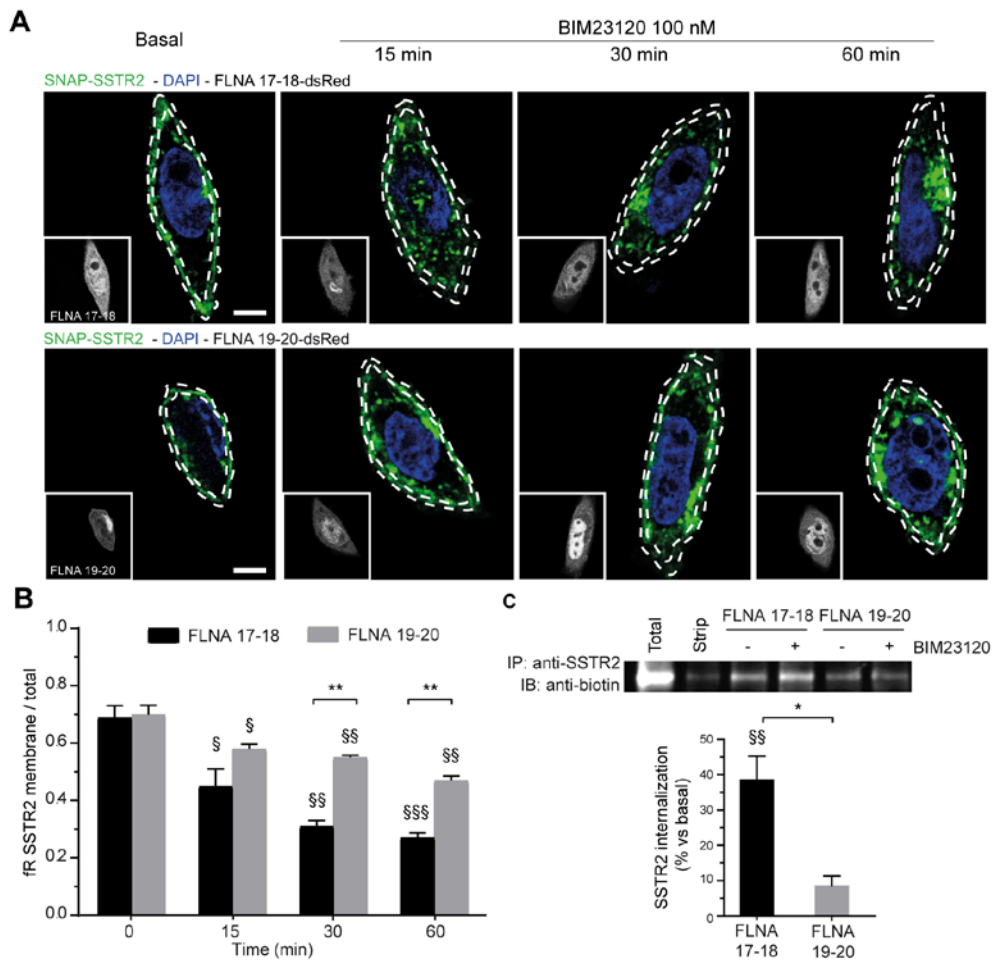 A
Basal
BIM23120 100 nM
15 min 30 min 60 min
SNAP-SSTR2 - DAPI - FLNA 17-18-dsRed
FLNA 17-18
SNAP-SSTR2 - DAPI - FLNA 19-20-dsRed
FLNA 19-20
B
FLNA 17-18 FLNA 19-20
fR SSTR2 membrane / total
1.0
0.8
0.6
0.4
0.2
0.0
§ § §§ §§ §§§ §§
** **
0 15 30 60
Time (min)
C
Total Strip FLNA 17-18 FLNA 19-20
- + - + BIM23120
IP: anti-SSTR2
IB: anti-biotin
SSTR2 internalization
(% vs basal)
50
40
30
20
10
0
§§
*
FLNA FLNA
17-18 19-20